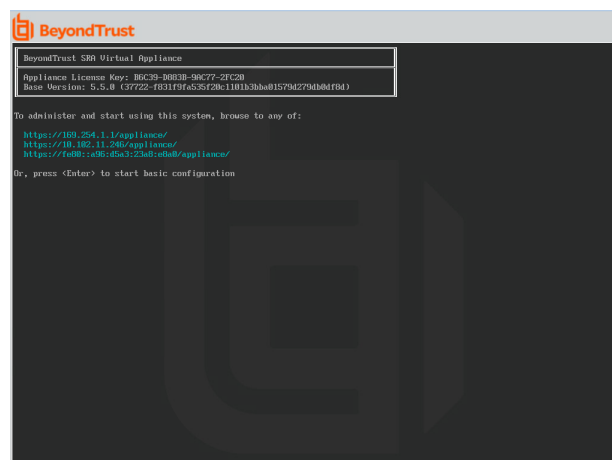 BeyondTrust
BeyondTrust SRA Virtual Appliance
Appliance License Key: B6C39-D883B-9AC77-2FC20
Base Version: 5.5.0 (37722-f831f9fa535f20c1101b3bba01579d279db0df8d)
To administer and start using this system, browse to any of:
https://169.254.1.1/appliance/
https://10.102.11.246/appliance/
https://fe80::a96:d5a3:23a8:e0a0/appliance/
Or, press <Enter> to start basic configuration